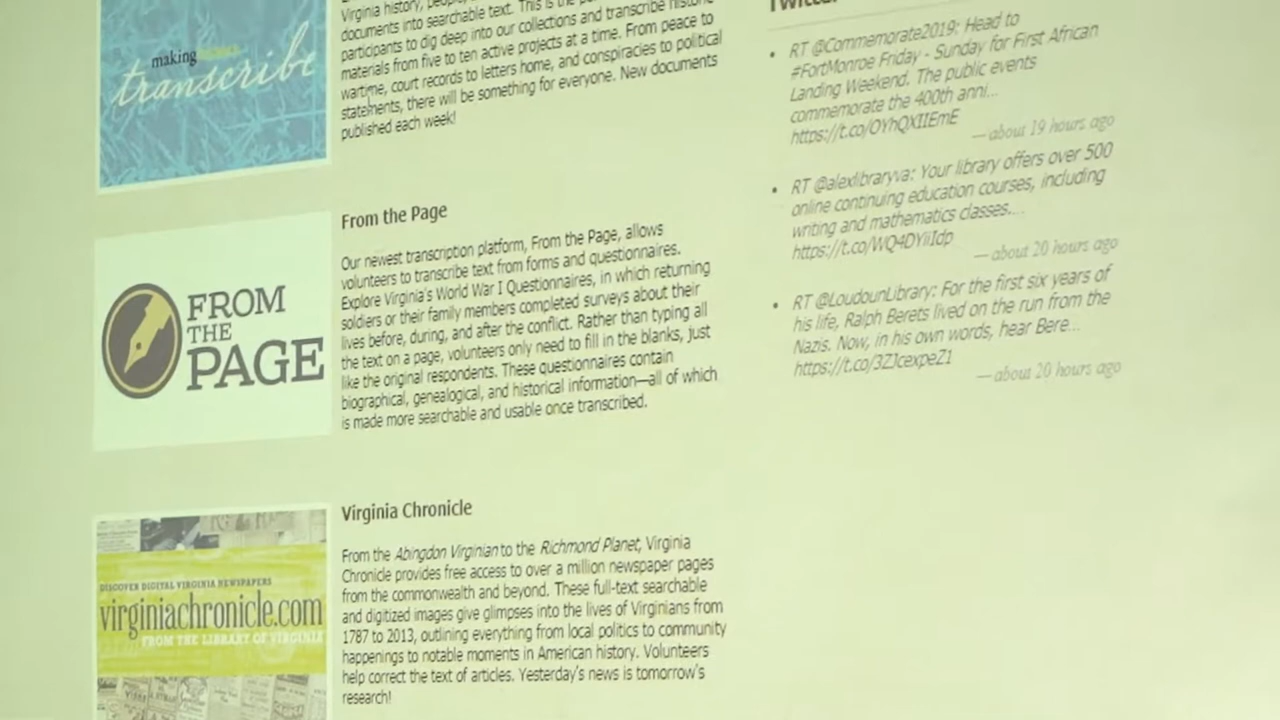 making
transcribe
Virginia history,
documents into searchable text. This is the
participants to dig deep into our collections and transcribe historic
materials from five to ten active projects at a time. From peace to
wartime, court records to letters home, and conspiracies to political
statements, there will be something for everyone. New documents
published each week!
FROM
THE
PAGE
From the Page
Our newest transcription platform, From the Page, allows
volunteers to transcribe text from forms and questionnaires.
Explore Virginia's World War I Questionnaires, in which returning
soldiers or their family members completed surveys about their
lives before, during, and after the conflict. Rather than typing all
the text on a page, volunteers only need to fill in the blanks, just
like the original respondents. These questionnaires contain
biographical, genealogical, and historical information—all of which
is made more searchable and usable once transcribed.
DISCOVER DIGITAL VIRGINIA NEWSPAPERS
virginiachronicle.com
FROM THE LIBRARY OF VIRGINIA
Virginia Chronicle
From the Abingdon Virginian to the Richmond Planet, Virginia
Chronicle provides free access to over a million newspaper pages
from the commonwealth and beyond. These full-text searchable
and digitized images give glimpses into the lives of Virginians from
1787 to 2013, outlining everything from local politics to community
happenings to notable moments in American history. Volunteers
help correct the text of articles. Yesterday's news is tomorrow's
research!
Twitter
• RT @Commemorate2019: Head to
#FortMonroe Friday - Sunday for First African
Landing Weekend. The public events
commemorate the 400th anni...
https://t.co/OYhQXIIEmE
— about 19 hours ago
• RT @alexlibraryva: Your library offers over 500
online continuing education courses, including
writing and mathematics classes....
https://t.co/WQ4DYiiIdp
— about 20 hours ago
• RT @LoudounLibrary: For the first six years of
his life, Ralph Berets lived on the run from the
Nazis. Now, in his own words, hear Bere...
https://t.co/3ZJcexpeZ1
— about 20 hours ago